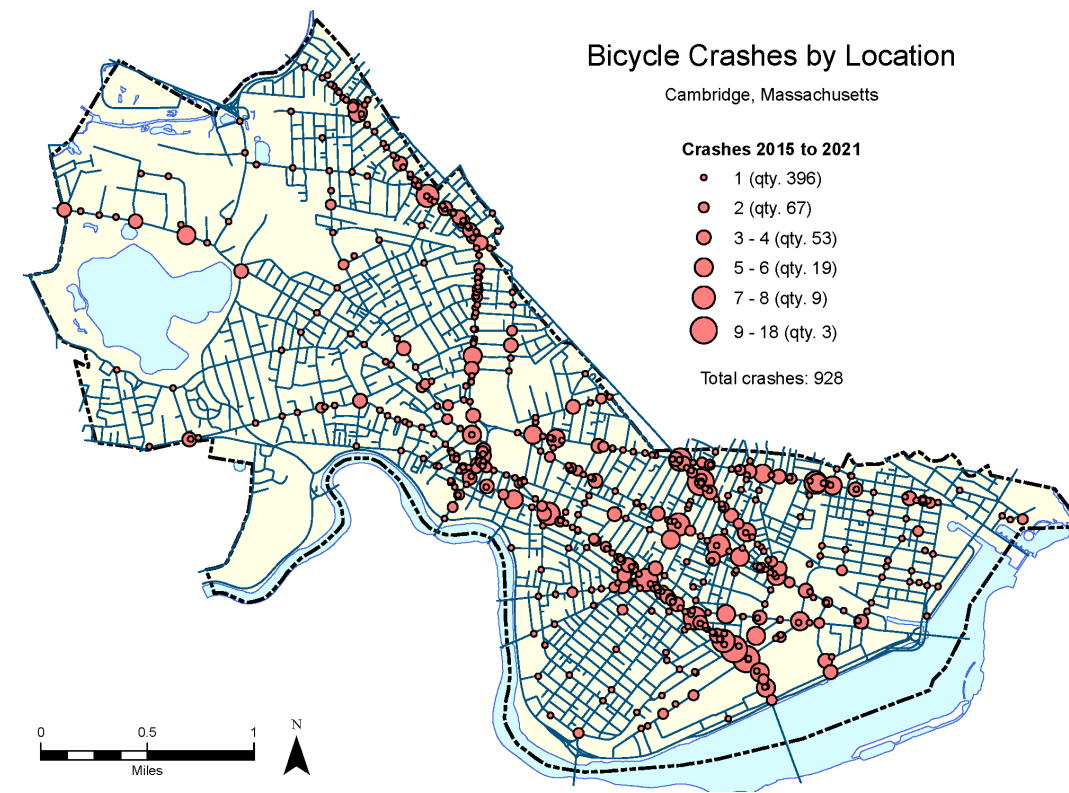 Bicycle Crashes by Location
Cambridge, Massachusetts
Crashes 2015 to 2021
1 (qty. 396)
2 (qty. 67)
3 - 4 (qty. 53)
5 - 6 (qty. 19)
7 - 8 (qty. 9)
9 - 18 (qty. 3)
Total crashes: 928
0 0.5 1
Miles
N